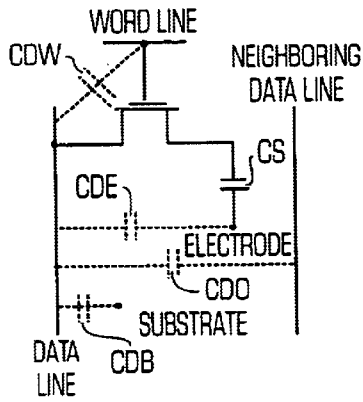 WORD LINE
CDW
NEIGHBORING
DATA LINE
CS
CDE
ELECTRODE
CDO
SUBSTRATE
DATA
LINE
CDB